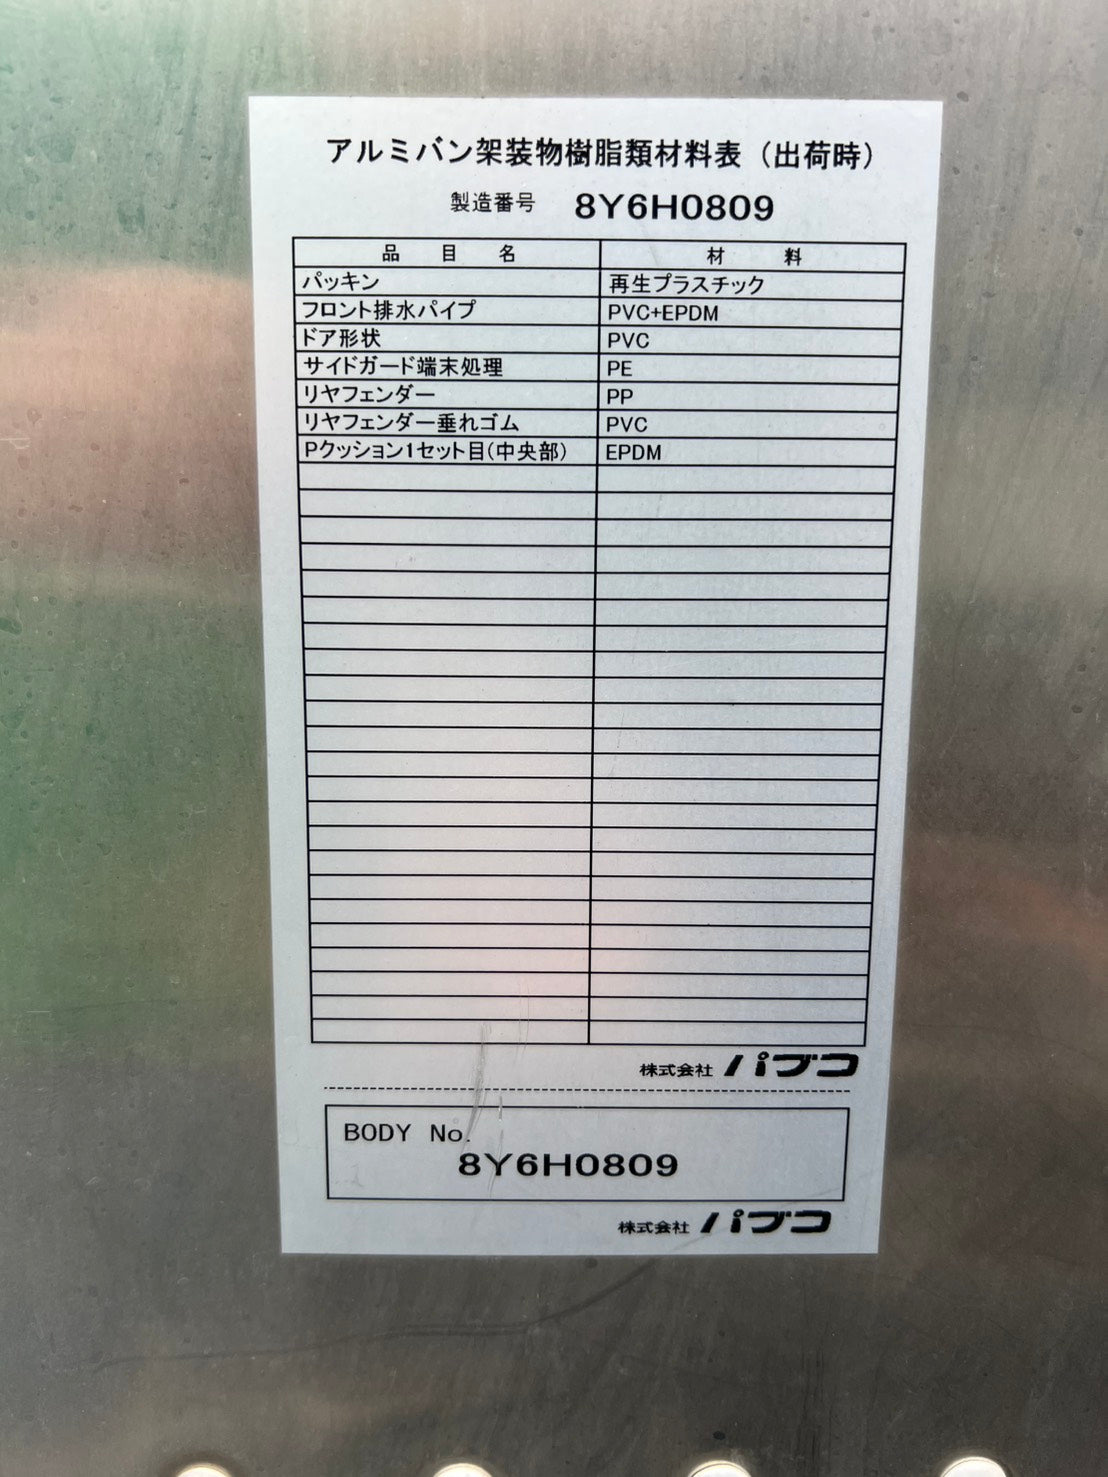 アルミバン架装物樹脂類材料表（出荷時）
製造番号 8Y6H0809
品目名 材料
パッキン 再生プラスチック
フロント排水パイプ PVC+EPDM
ドア形状 PVC
サイドガード端末処理 PE
リヤフェンダー PP
リヤフェンダー垂れゴム PVC
Pクッション1セット目(中央部) EPDM
株式会社 パブコ
BODY No.
8Y6H0809
株式会社 パブコ